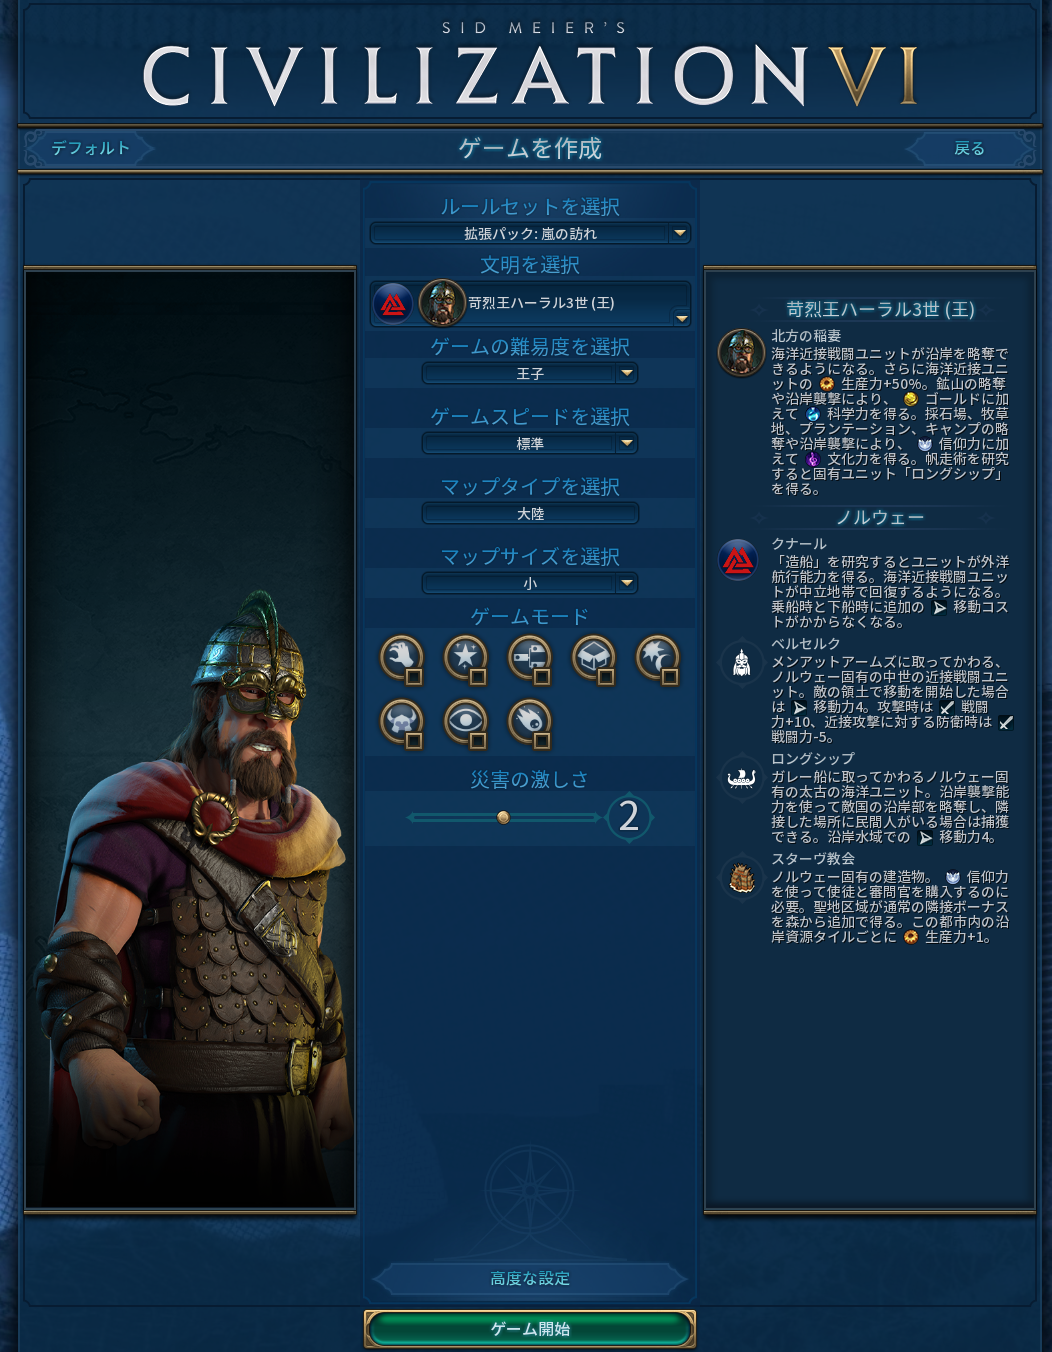 SID MEIER'S
CIVILIZATION VI
デフォルト
ゲームを作成
戻る
ルールセットを選択
拡張パック: 嵐の訪れ
文明を選択
苛烈王ハーラル3世 (王)
ゲームの難易度を選択
王子
ゲームスピードを選択
標準
マップタイプを選択
大陸
マップサイズを選択
小
ゲームモード
災害の激しさ
2
高度な設定
ゲーム開始
苛烈王ハーラル3世 (王)
北方の稲妻
海洋近接戦闘ユニットが沿岸を略奪で
きるようになる。さらに海洋近接ユニ
ットの 生産力+50%。鉱山の略奪
や沿岸襲撃により、 ゴールドに加
えて 科学力を得る。採石場、牧草
地、プランテーション、キャンプの略
奪や沿岸襲撃により、 信仰力に加
えて 文化力を得る。帆走術を研究
すると固有ユニット「ロングシップ」
を得る。
ノルウェー
クナール
「造船」を研究するとユニットが外洋
航行能力を得る。海洋近接戦闘ユニッ
トが中立地帯で回復するようになる。
乗船時と下船時に追加の 移動コス
トがかからなくなる。
ベルセルク
メンアットアームズに取ってかわる、
ノルウェー固有の中世の近接戦闘ユニ
ット。敵の領土で移動を開始した場合
は 移動力4。攻撃時は 戦闘
力+10、近接攻撃に対する防衛時は
戦闘力-5。
ロングシップ
ガレー船に取ってかわるノルウェー固
有の太古の海洋ユニット。沿岸襲撃能
力を使って敵国の沿岸部を略奪し、隣
接した場所に民間人がいる場合は捕獲
できる。沿岸水域での 移動力4。
スターヴ教会
ノルウェー固有の建造物。 信仰力
を使って使徒と審問官を購入するのに
必要。聖地区域が通常の隣接ボーナス
を森から追加で得る。この都市内の沿
岸資源タイルごとに 生産力+1。